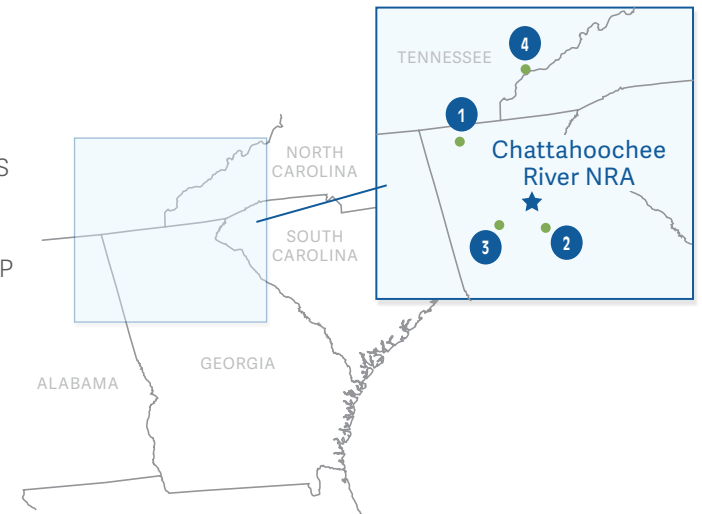 TENNESSEE
4
1
Chattahoochee
River NRA
3
2
S
P
NORTH
CAROLINA
SOUTH
CAROLINA
GEORGIA
ALABAMA